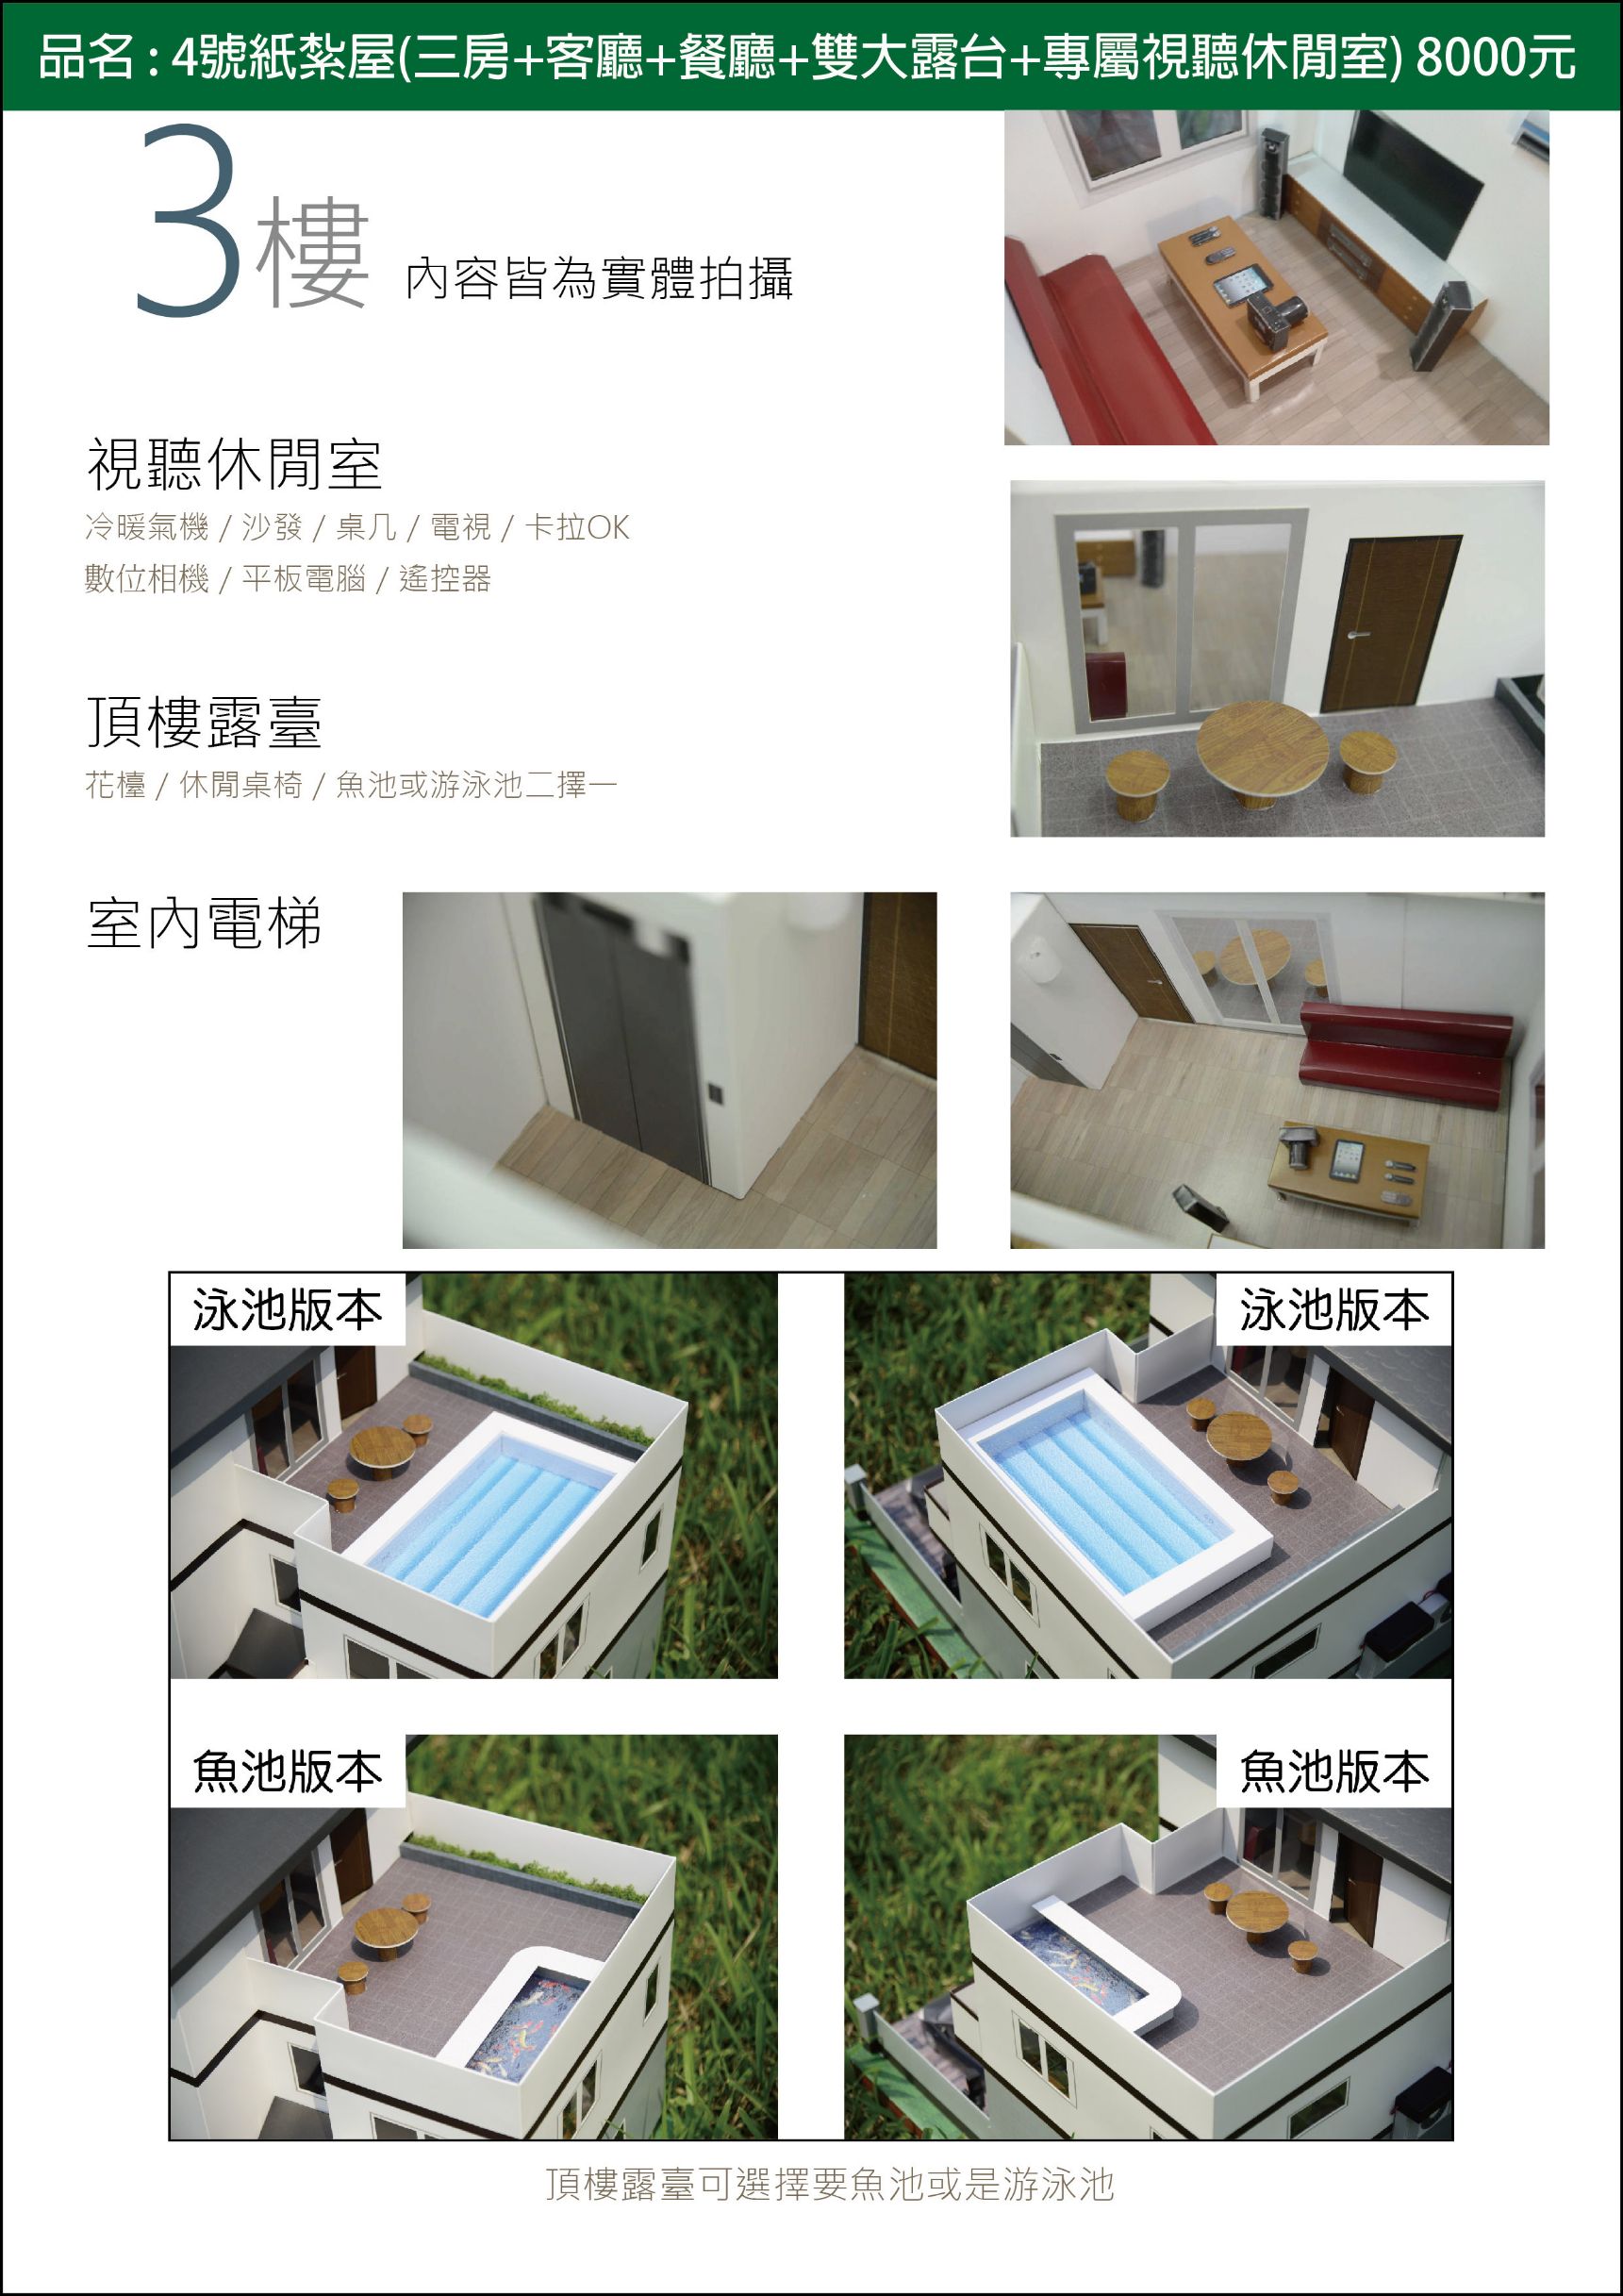 品名 : 4號紙紮屋(三房+客廳+餐廳+雙大露台+專屬視聽休閒室) 8000元
3樓
內容皆為實體拍攝
視聽休閒室
冷暖氣機 / 沙發 / 桌几 / 電視 / 卡拉OK
數位相機 / 平板電腦 / 遙控器
頂樓露臺
花檯 / 休閒桌椅 / 魚池或游泳池二擇一
室內電梯
泳池版本
泳池版本
魚池版本
魚池版本
頂樓露臺可選擇要魚池或是游泳池